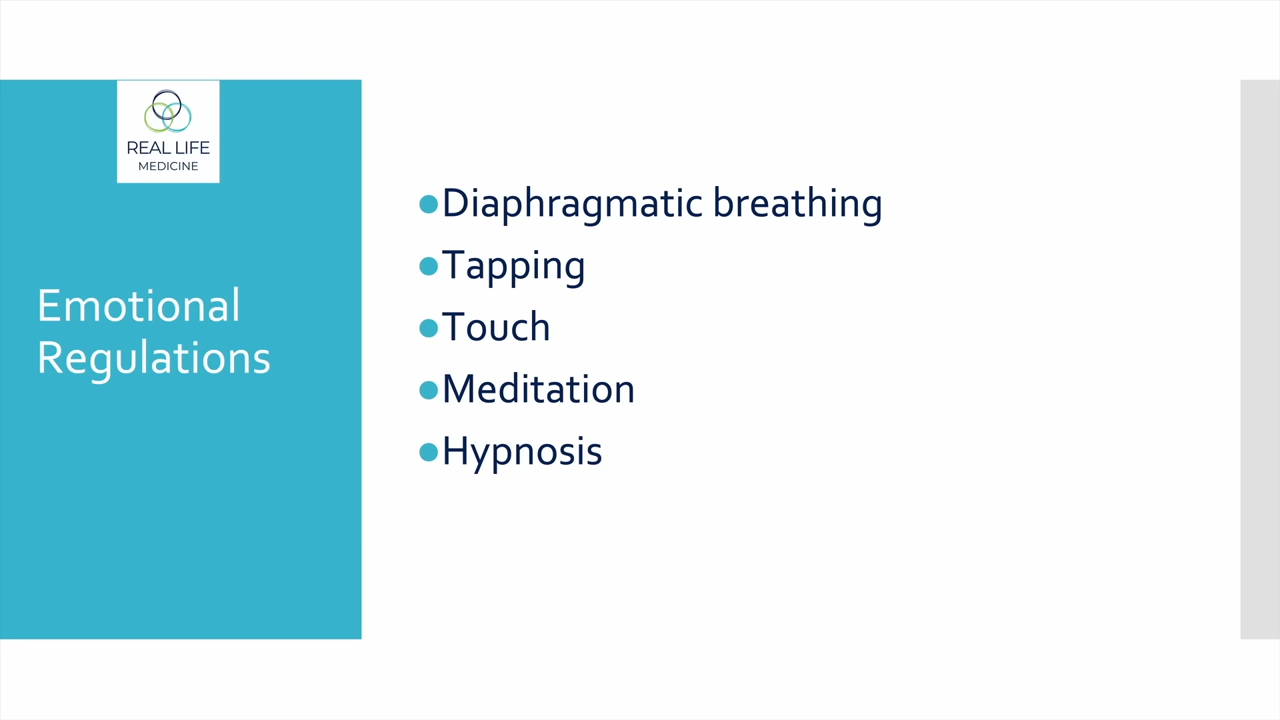 REAL LIFE
MEDICINE
Emotional
Regulations
Diaphragmatic breathing
Tapping
Touch
Meditation
Hypnosis